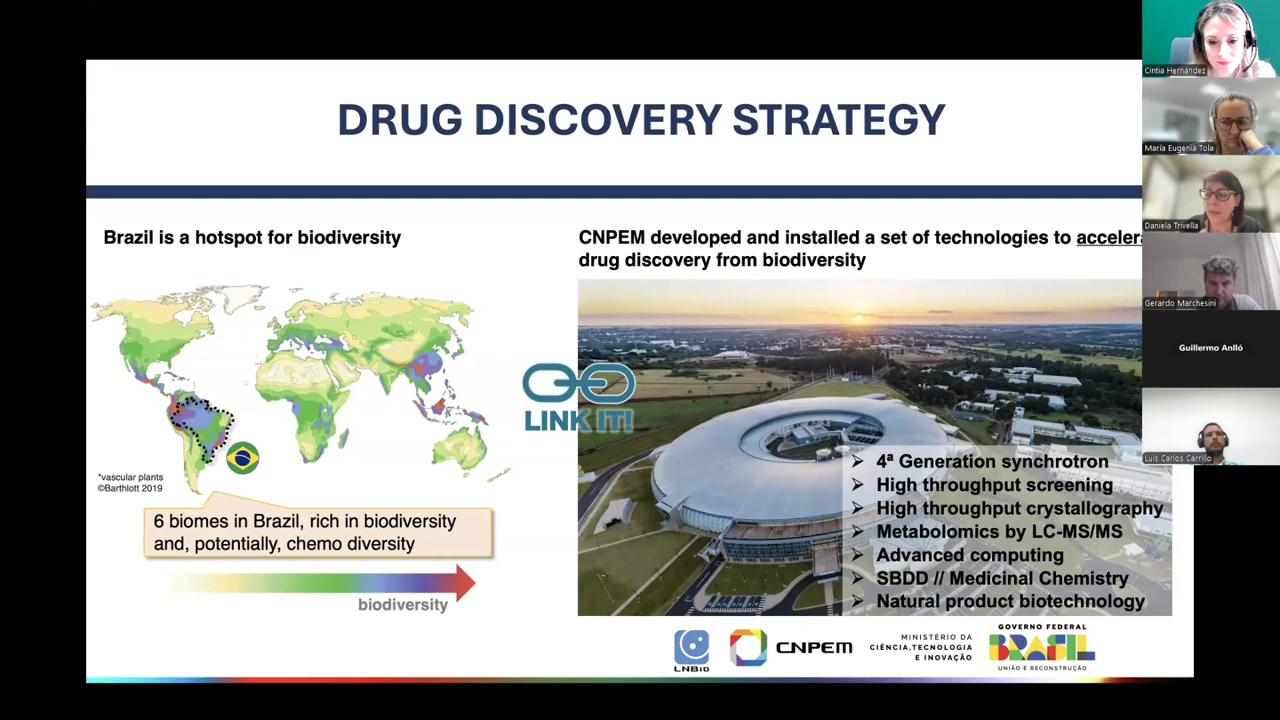 DRUG DISCOVERY STRATEGY
Brazil is a hotspot for biodiversity
*vascular plants
©Barthlott 2019
6 biomes in Brazil, rich in biodiversity
and, potentially, chemo diversity
biodiversity
LINK IT!
CNPEM developed and installed a set of technologies to acceler
drug discovery from biodiversity
4ª Generation synchrotron
High throughput screening
High throughput crystallography
Metabolomics by LC-MS/MS
Advanced computing
SBDD // Medicinal Chemistry
Natural product biotechnology
LNBio
CNPEM
MINISTÉRIO DA
CIÊNCIA, TECNOLOGIA
E INOVAÇÃO
GOVERNO FEDERAL
BRASIL
UNIÃO E RECONSTRUÇÃO
Cintia Hernandez
María Eugenia Tola
Daniela Trivella
Gerardo Marchesini
Guillermo Anlló
Luis Carlos Carrillo